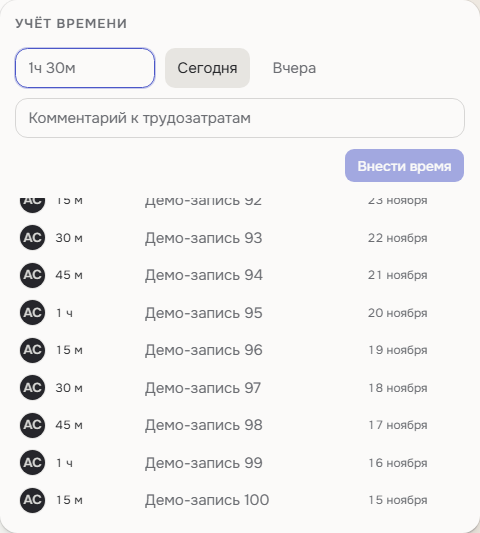 УЧЁТ ВРЕМЕНИ
1ч 30м Сегодня Вчера
Комментарий к трудозатратам
Внести время
АС 15 м Демо-запись 92 23 ноября
АС 30 м Демо-запись 93 22 ноября
АС 45 м Демо-запись 94 21 ноября
АС 1 ч Демо-запись 95 20 ноября
АС 15 м Демо-запись 96 19 ноября
АС 30 м Демо-запись 97 18 ноября
АС 45 м Демо-запись 98 17 ноября
АС 1 ч Демо-запись 99 16 ноября
АС 15 м Демо-запись 100 15 ноября